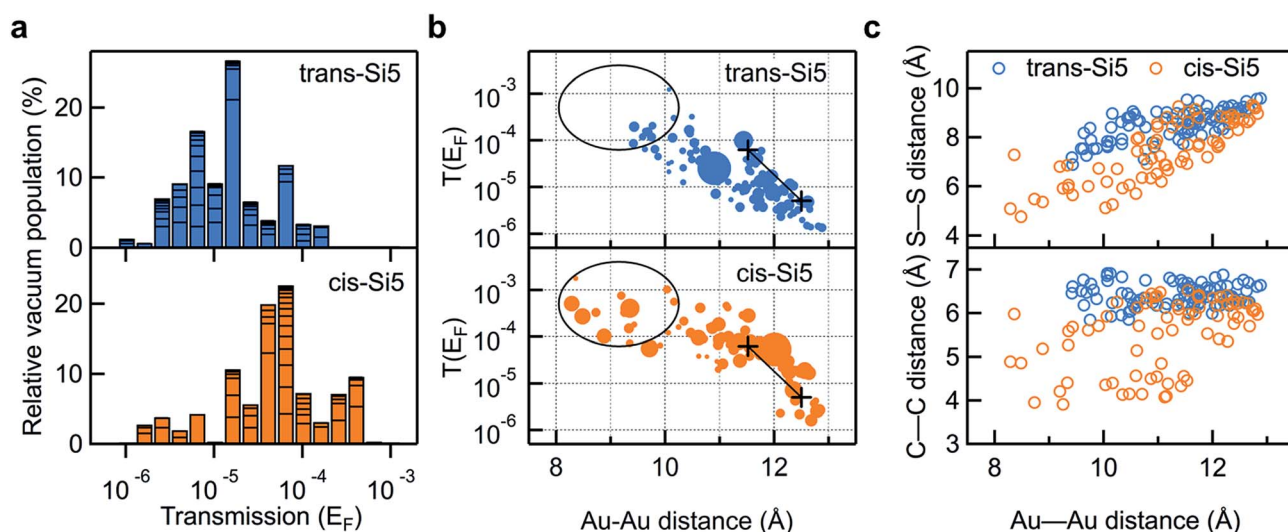 a
Relative vacuum population (%)
20
10
0
trans-Si5
20
10
0
cis-Si5
10⁻⁶ 10⁻⁵ 10⁻⁴ 10⁻³
Transmission (E_F)
b
T(E_F)
10⁻³
10⁻⁴
10⁻⁵
10⁻⁶
trans-Si5
T(E_F)
10⁻³
10⁻⁴
10⁻⁵
10⁻⁶
cis-Si5
8 10 12
Au-Au distance (Å)
c
S—S distance (Å)
10
8
6
4
trans-Si5 cis-Si5
C—C distance (Å)
7
6
5
4
3
8 10 12
Au—Au distance (Å)